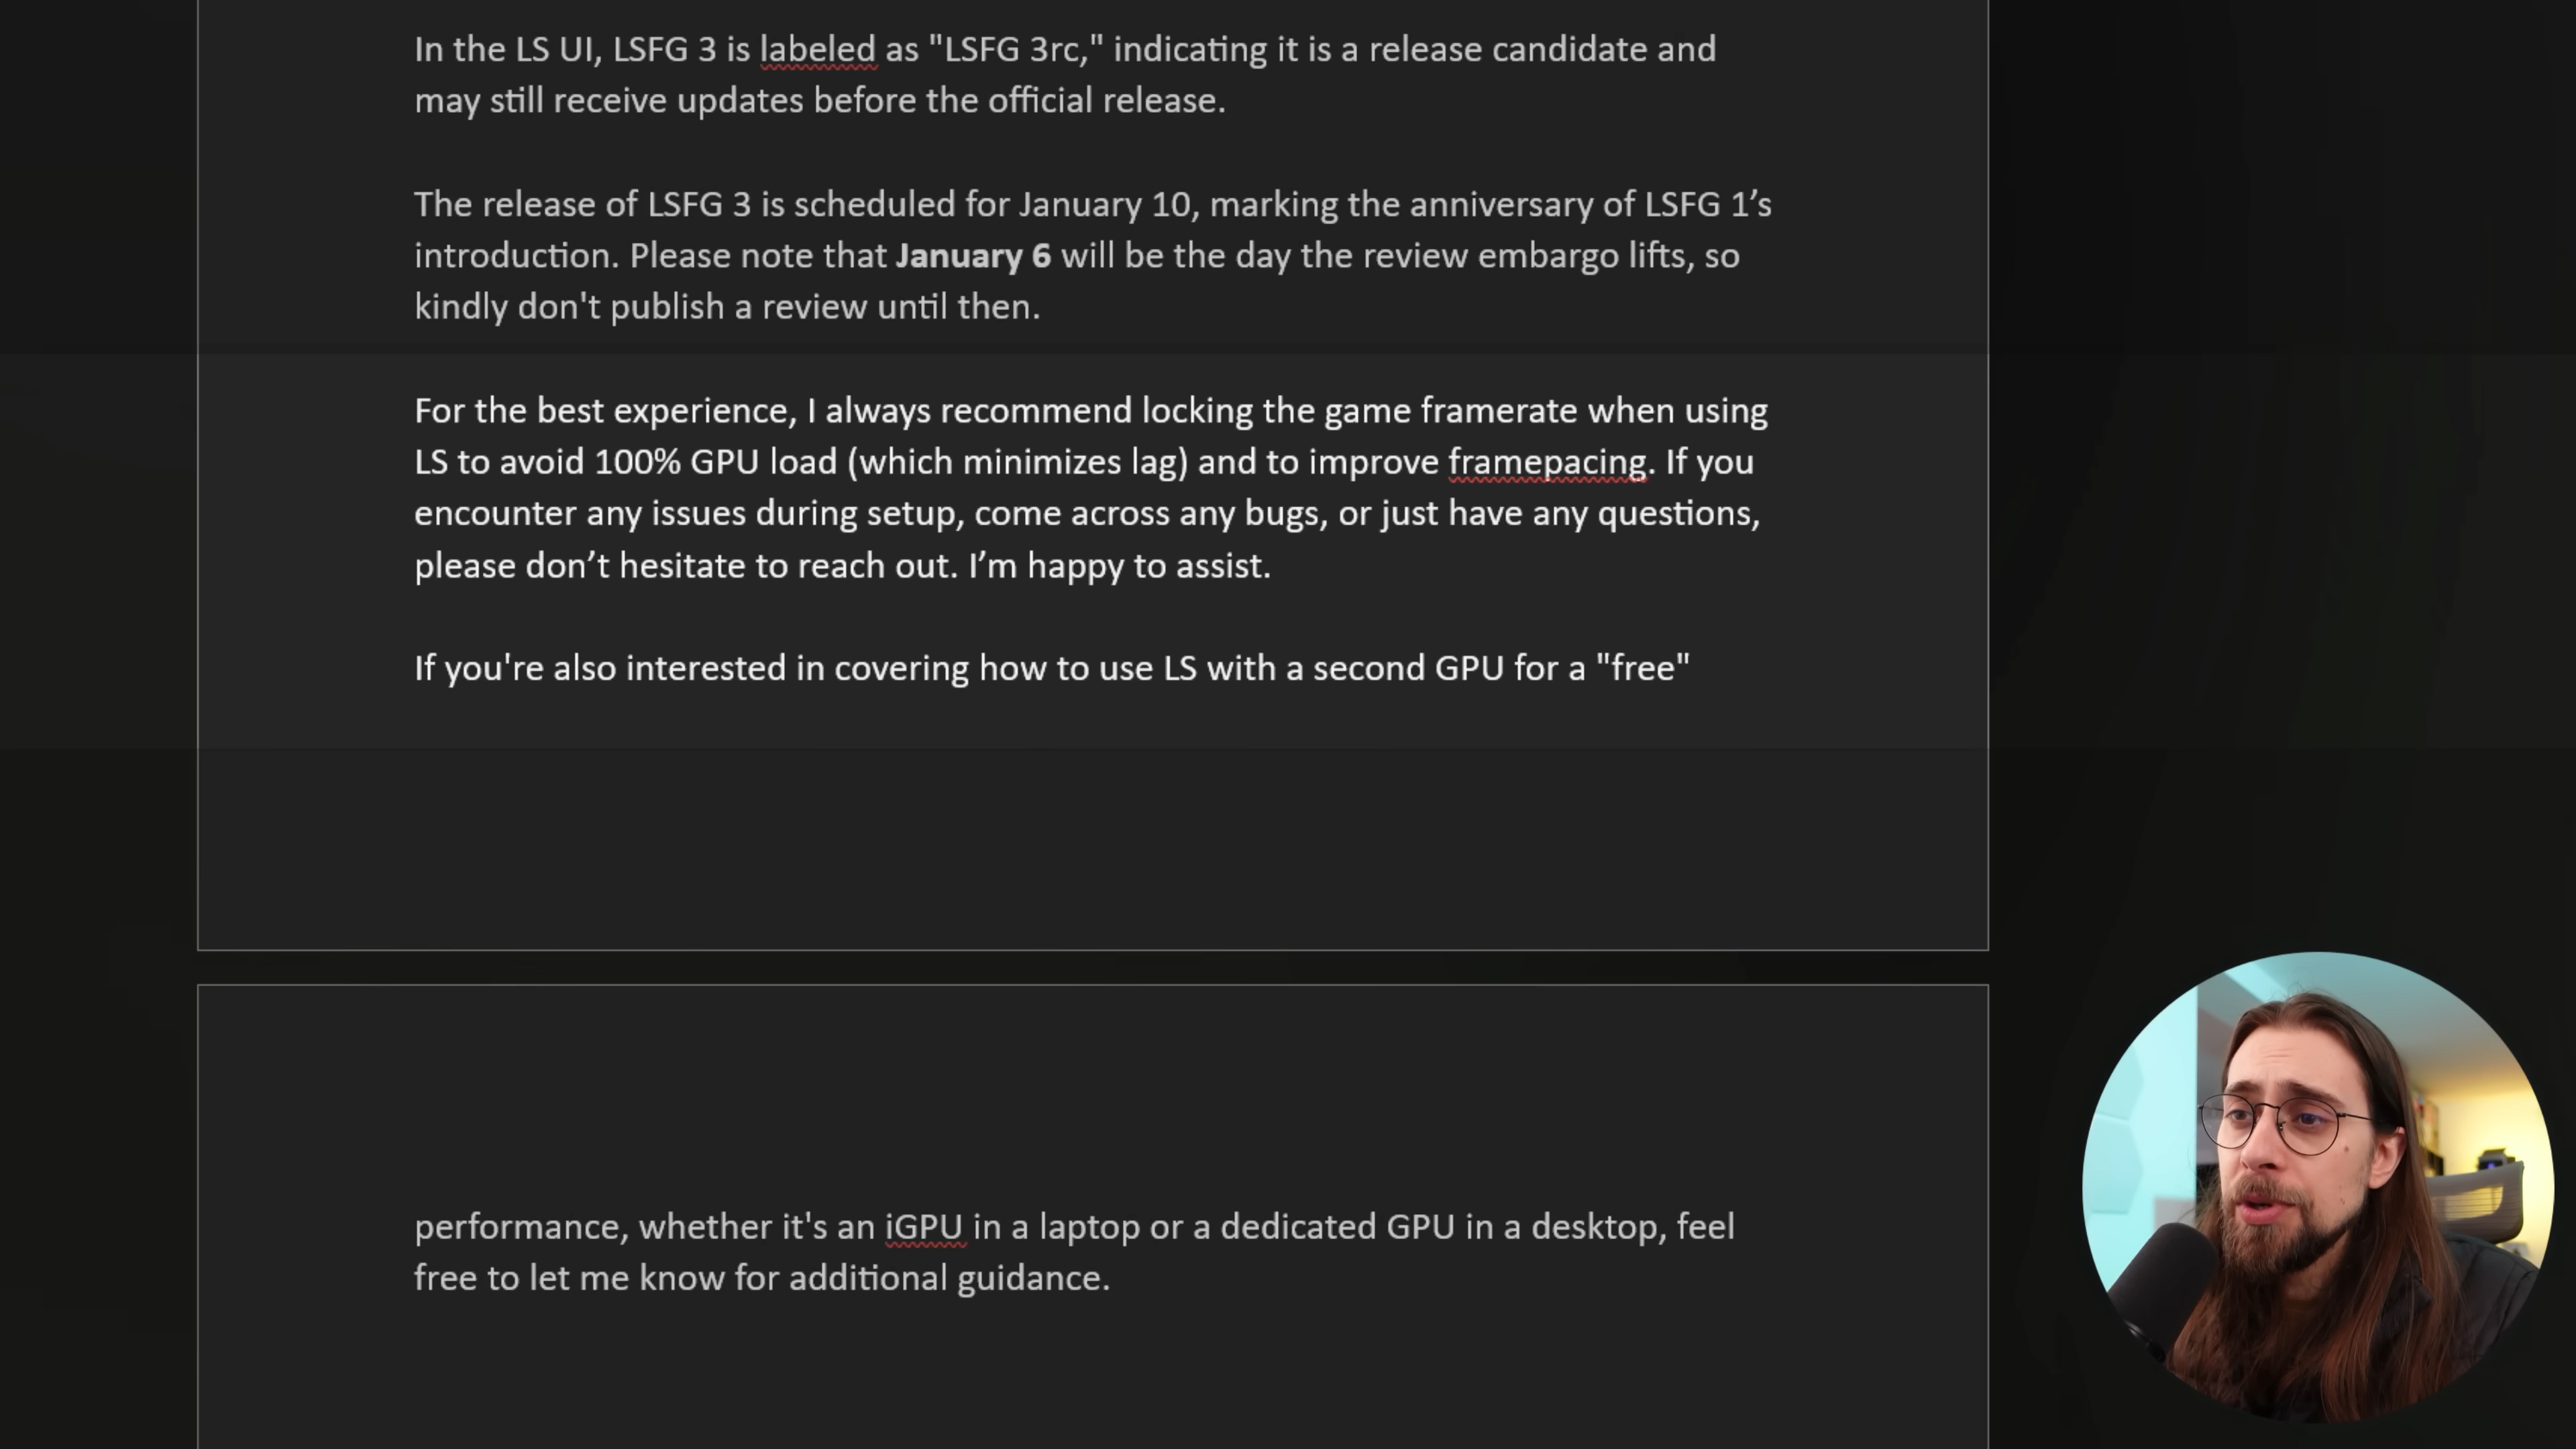 In the LS UI, LSFG 3 is labeled as "LSFG 3rc," indicating it is a release candidate and
may still receive updates before the official release.
The release of LSFG 3 is scheduled for January 10, marking the anniversary of LSFG 1’s
introduction. Please note that January 6 will be the day the review embargo lifts, so
kindly don't publish a review until then.
For the best experience, I always recommend locking the game framerate when using
LS to avoid 100% GPU load (which minimizes lag) and to improve framepacing. If you
encounter any issues during setup, come across any bugs, or just have any questions,
please don’t hesitate to reach out. I’m happy to assist.
If you're also interested in covering how to use LS with a second GPU for a "free"
performance, whether it's an iGPU in a laptop or a dedicated GPU in a desktop, feel
free to let me know for additional guidance.